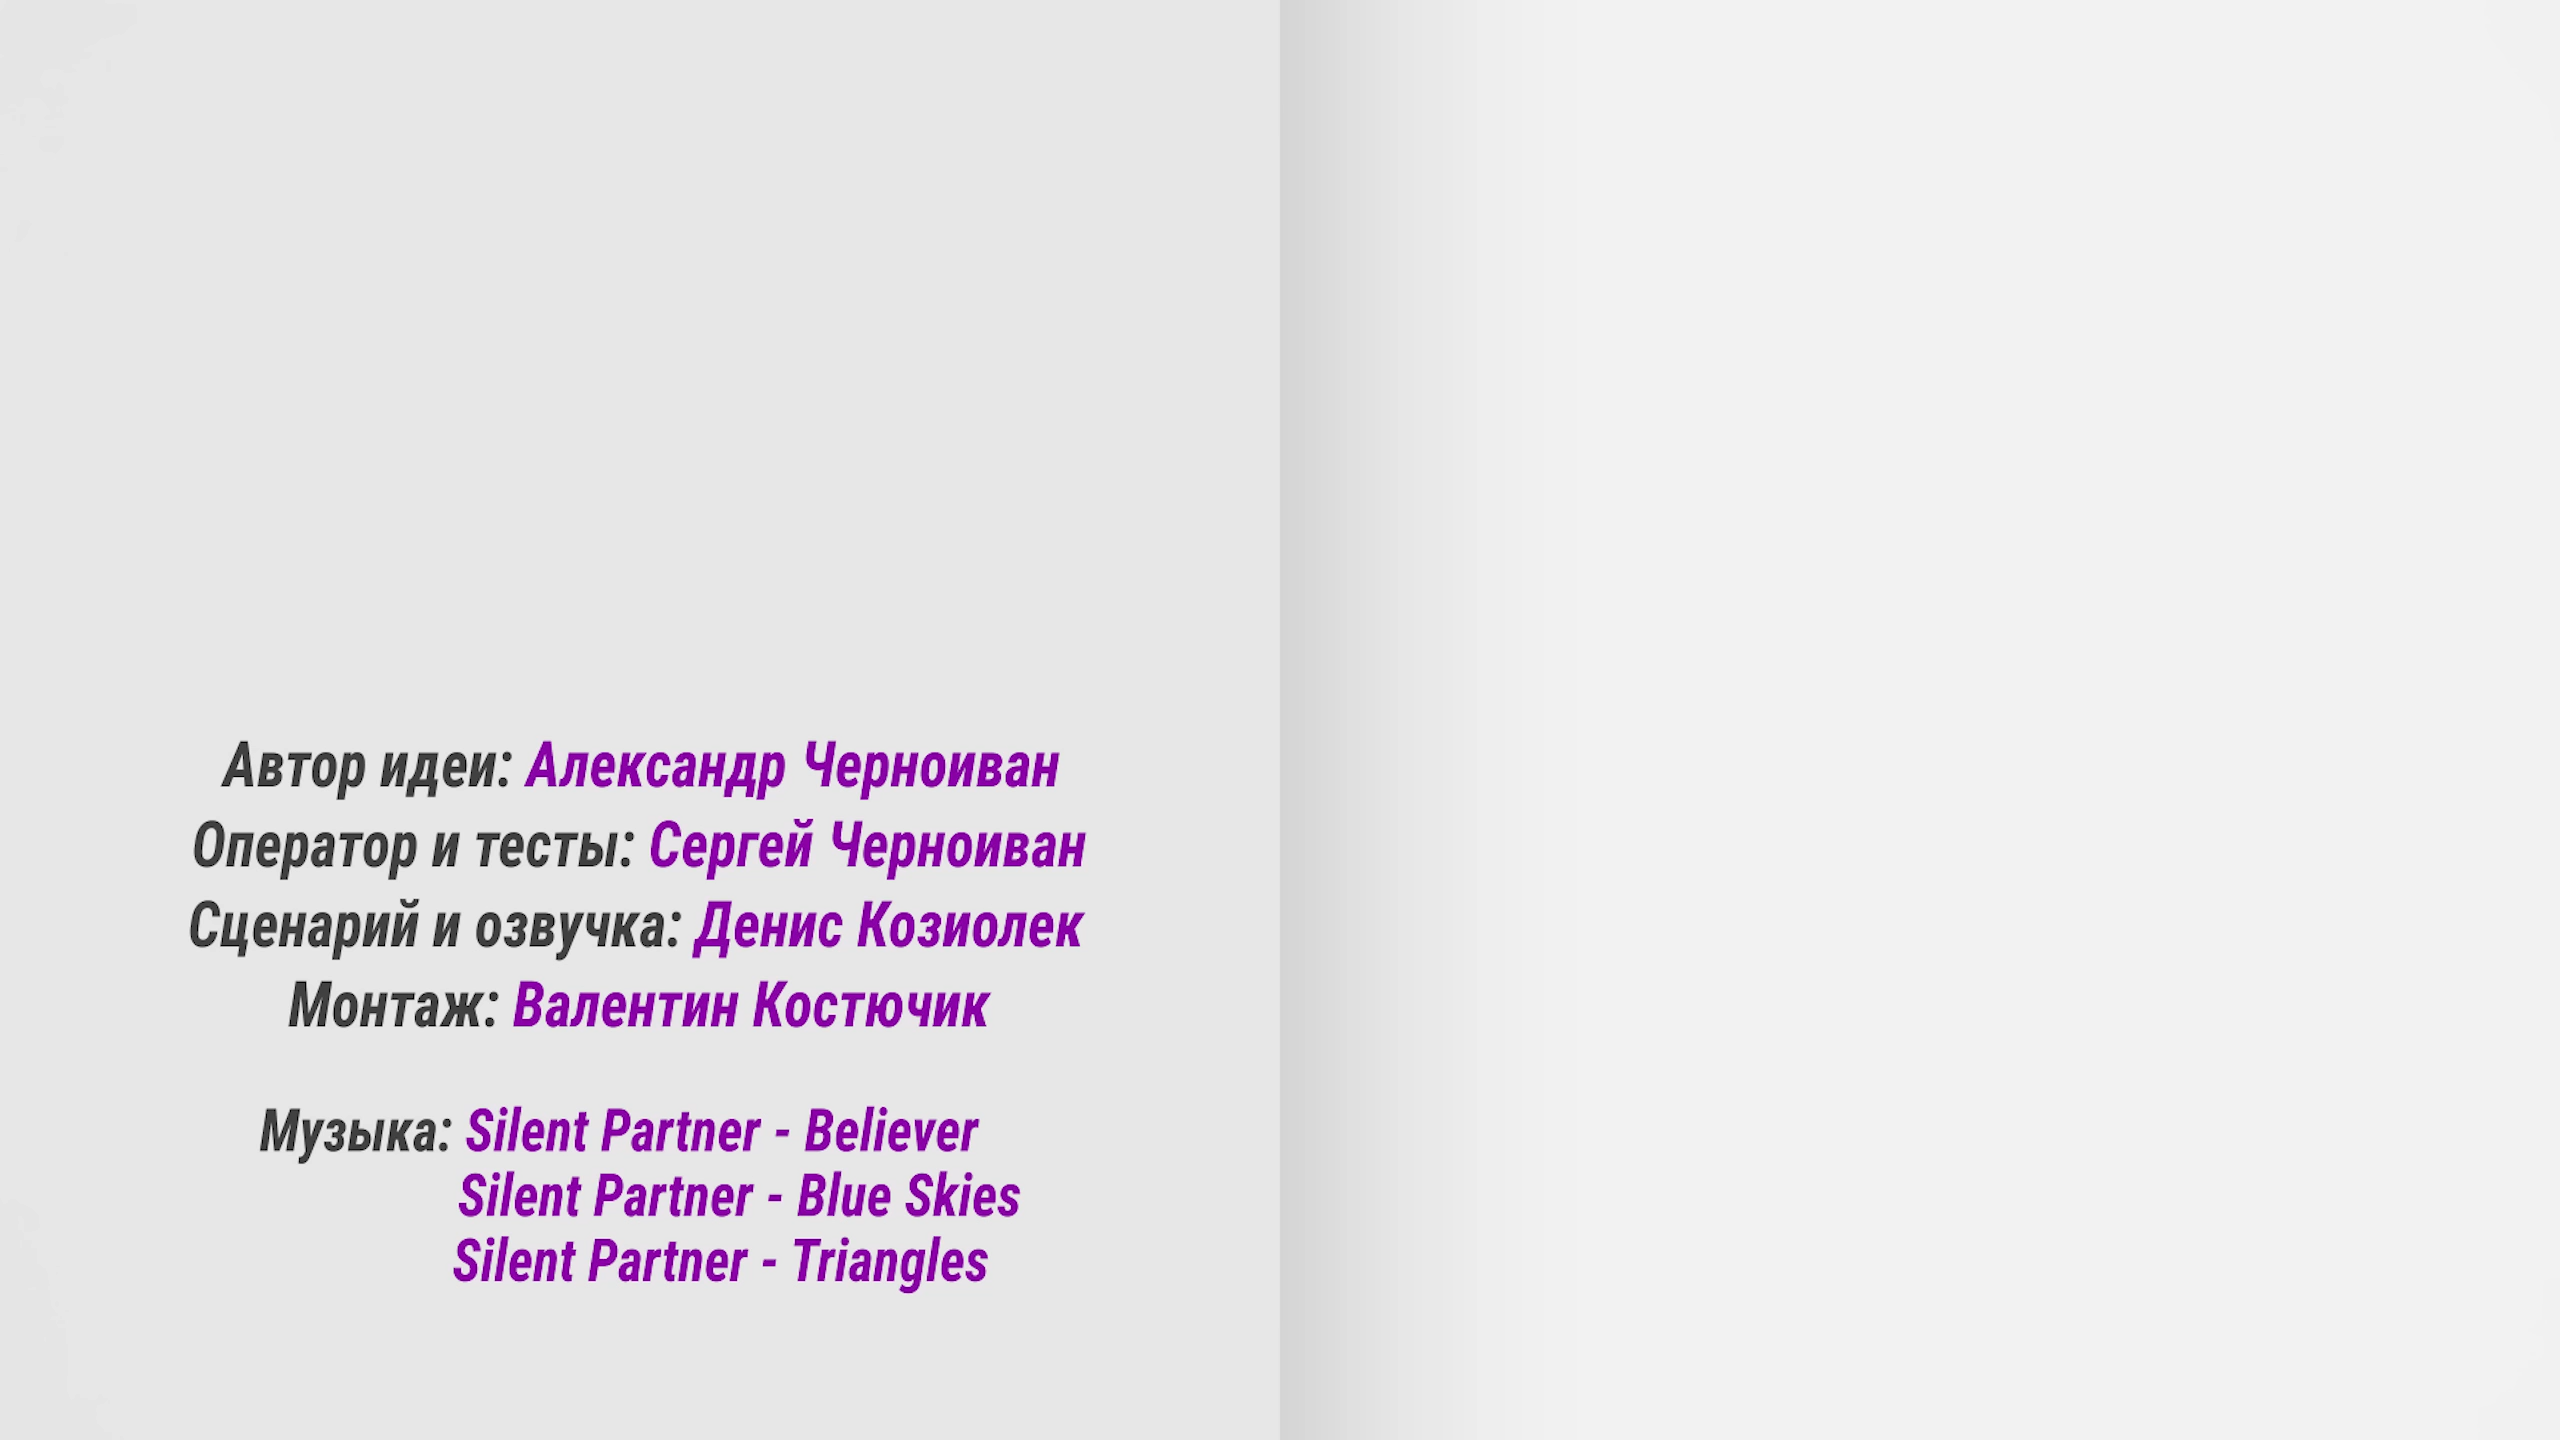 Автор идеи: Александр Черноиван
Оператор и тесты: Сергей Черноиван
Сценарий и озвучка: Денис Козиолек
Монтаж: Валентин Костючик
Музыка: Silent Partner - Believer
Silent Partner - Blue Skies
Silent Partner - Triangles